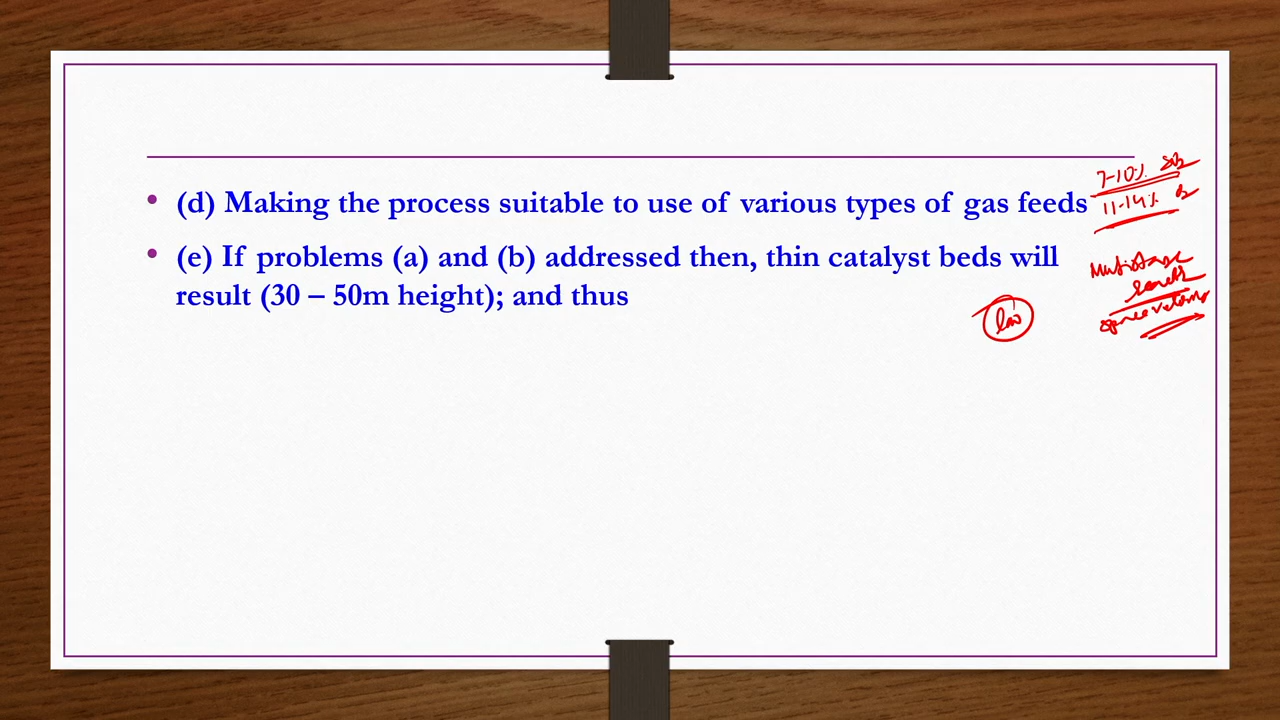 • (d) Making the process suitable to use of various types of gas feeds
7-10%
11-14%
• (e) If problems (a) and (b) addressed then, thin catalyst beds will
result (30 – 50m height); and thus